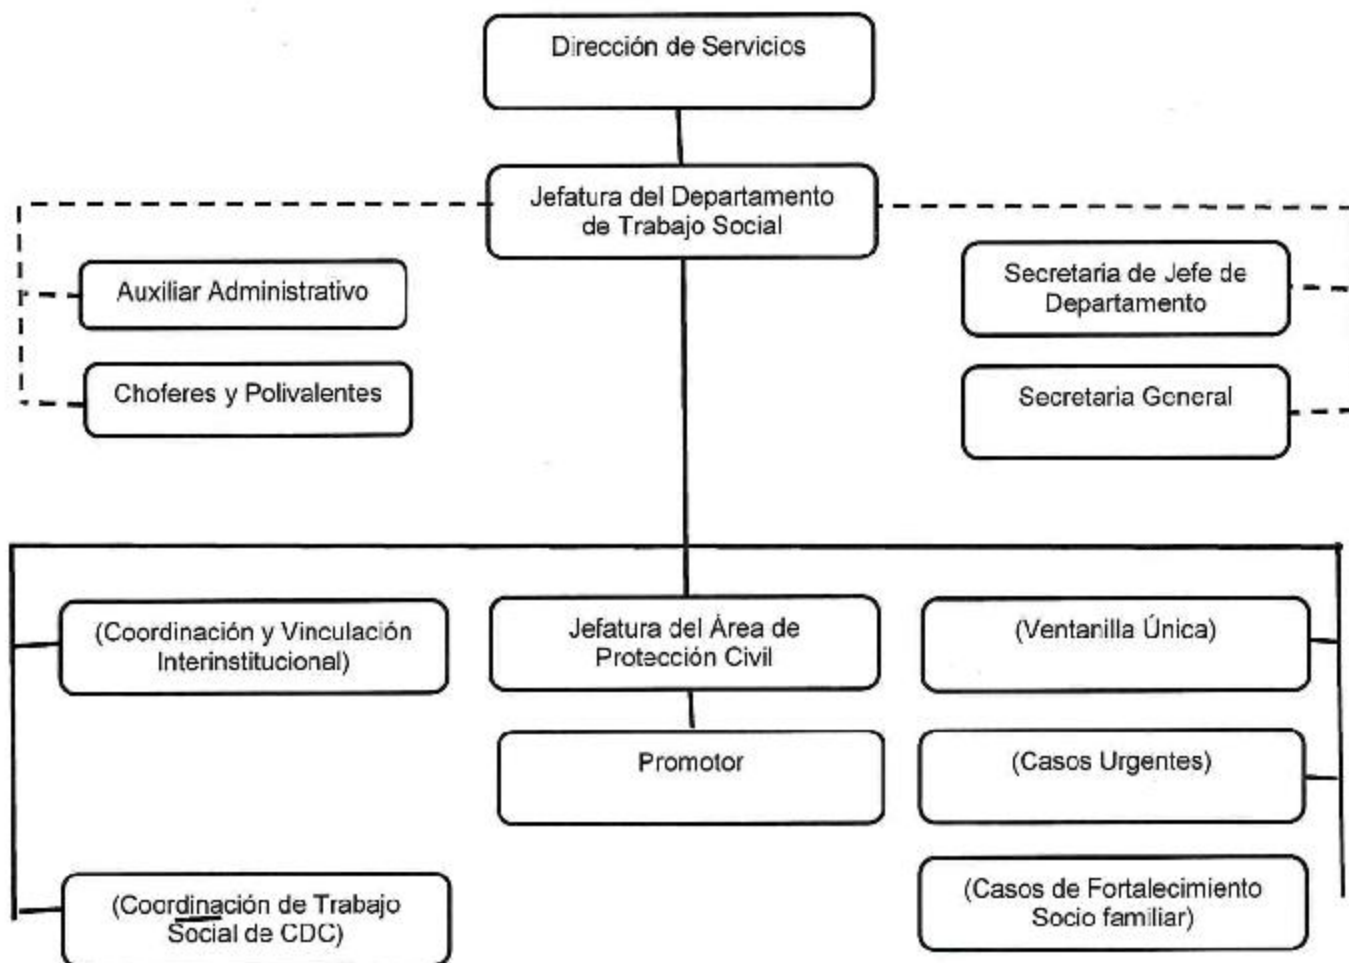 Dirección de Servicios
Jefatura del Departamento
de Trabajo Social
Auxiliar Administrativo
Choferes y Polivalentes
Secretaria de Jefe de
Departamento
Secretaria General
(Coordinación y Vinculación
Interinstitucional)
Jefatura del Área de
Protección Civil
(Ventanilla Única)
Promotor
(Casos Urgentes)
(Coordinación de Trabajo
Social de CDC)
(Casos de Fortalecimiento
Socio familiar)